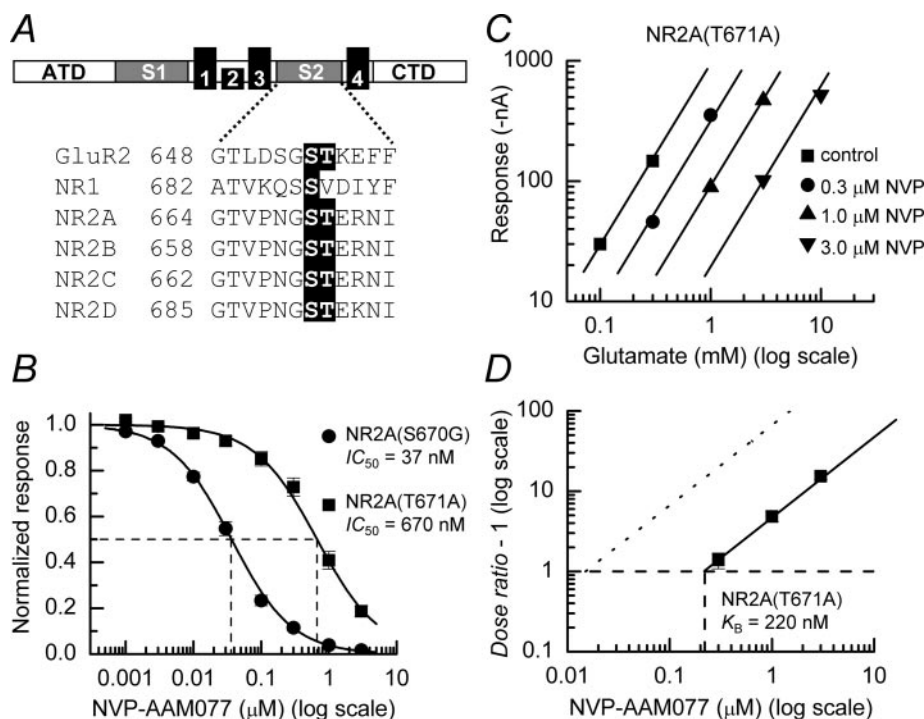 A
ATD S1 1 2 3 S2 4 CTD
GluR2 648 GTLDSGSTKEFF
NR1 682 ATVKQSSVDIYF
NR2A 664 GTVPNGSTERNI
NR2B 658 GTVPNGSTERNI
NR2C 662 GTVPNGSTERNI
NR2D 685 GTVPNGSTEKNI
B
Normalized response
1.0
0.8
0.6
0.4
0.2
0.0
NR2A(S670G)
IC50 = 37 nM
NR2A(T671A)
IC50 = 670 nM
0.001 0.01 0.1 1 10
NVP-AAM077 (μM) (log scale)
C
NR2A(T671A)
Response (-nA)
1000
100
10
control
0.3 μM NVP
1.0 μM NVP
3.0 μM NVP
0.1 1 10
Glutamate (mM) (log scale)
D
Dose ratio - 1 (log scale)
100
10
1
0.1
NR2A(T671A)
KB = 220 nM
0.01 0.1 1 10
NVP-AAM077 (μM) (log scale)